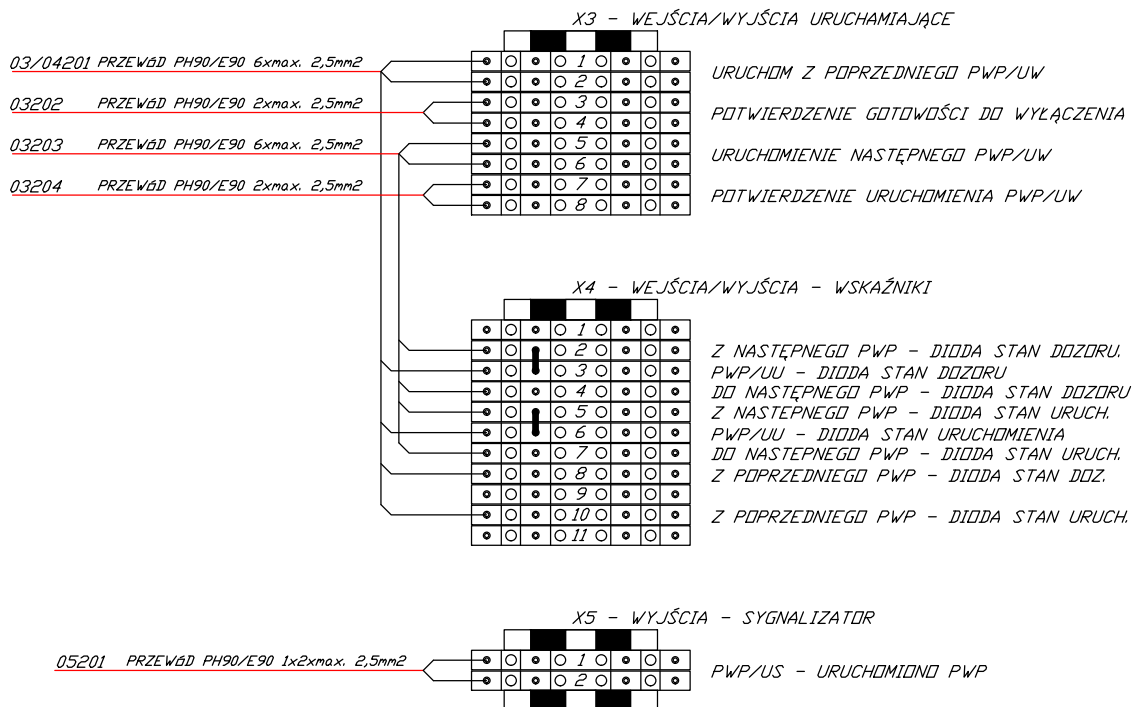 X3 - WEJŚCIA/WYJŚCIA URUCHAMIAJĄCE
03/04201 PRZEWÓD PH90/E90 6xmax. 2,5mm2
1
2
URUCHOM Z POPRZEDNIEGO PWP/UW
03202 PRZEWÓD PH90/E90 2xmax. 2,5mm2
3
4
POTWIERDZENIE GOTOWOŚCI DO WYŁĄCZENIA
03203 PRZEWÓD PH90/E90 6xmax. 2,5mm2
5
6
URUCHOMIENIE NASTĘPNEGO PWP/UW
03204 PRZEWÓD PH90/E90 2xmax. 2,5mm2
7
8
POTWIERDZENIE URUCHOMIENIA PWP/UW
X4 - WEJŚCIA/WYJŚCIA - WSKAŹNIKI
1
2 Z NASTĘPNEGO PWP - DIODA STAN DOZORU.
3 PWP/UU - DIODA STAN DOZORU
4 DO NASTĘPNEGO PWP - DIODA STAN DOZORU
5 Z NASTEPNEGO PWP - DIODA STAN URUCH.
6 PWP/UU - DIODA STAN URUCHOMIENIA
7 DO NASTEPNEGO PWP - DIODA STAN URUCH.
8 Z POPRZEDNIEGO PWP - DIODA STAN DOZ.
9
10 Z POPRZEDNIEGO PWP - DIODA STAN URUCH.
11
X5 - WYJŚCIA - SYGNALIZATOR
05201 PRZEWÓD PH90/E90 1x2xmax. 2,5mm2
1
2
PWP/US - URUCHOMIONO PWP